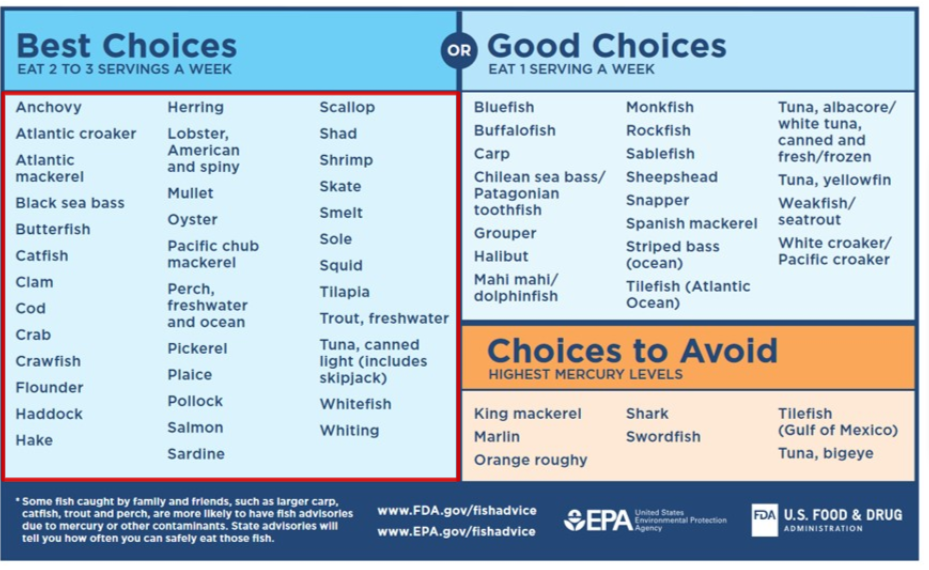 Best Choices
EAT 2 TO 3 SERVINGS A WEEK
Anchovy
Atlantic croaker
Atlantic
mackerel
Black sea bass
Butterfish
Catfish
Clam
Cod
Crab
Crawfish
Flounder
Haddock
Hake
Herring
Lobster,
American
and spiny
Mullet
Oyster
Pacific chub
mackerel
Perch,
freshwater
and ocean
Pickerel
Plaice
Pollock
Salmon
Sardine
Scallop
Shad
Shrimp
Skate
Smelt
Sole
Squid
Tilapia
Trout, freshwater
Tuna, canned
light (includes
skipjack)
Whitefish
Whiting
OR
Good Choices
EAT 1 SERVING A WEEK
Bluefish
Buffalofish
Carp
Chilean sea bass/
Patagonian
toothfish
Grouper
Halibut
Mahi mahi/
dolphinfish
Monkfish
Rockfish
Sablefish
Sheepshead
Snapper
Spanish mackerel
Striped bass
(ocean)
Tilefish (Atlantic
Ocean)
Tuna, albacore/
white tuna,
canned and
fresh/frozen
Tuna, yellowfin
Weakfish/
seatrout
White croaker/
Pacific croaker
Choices to Avoid
HIGHEST MERCURY LEVELS
King mackerel
Marlin
Orange roughy
Shark
Swordfish
Tilefish
(Gulf of Mexico)
Tuna, bigeye
* Some fish caught by family and friends, such as larger carp,
catfish, trout and perch, are more likely to have fish advisories
due to mercury or other contaminants. State advisories will
tell you how often you can safely eat those fish.
www.FDA.gov/fishadvice
www.EPA.gov/fishadvice
EPA
United States
Environmental Protection
Agency
FDA
U.S. FOOD & DRUG
ADMINISTRATION